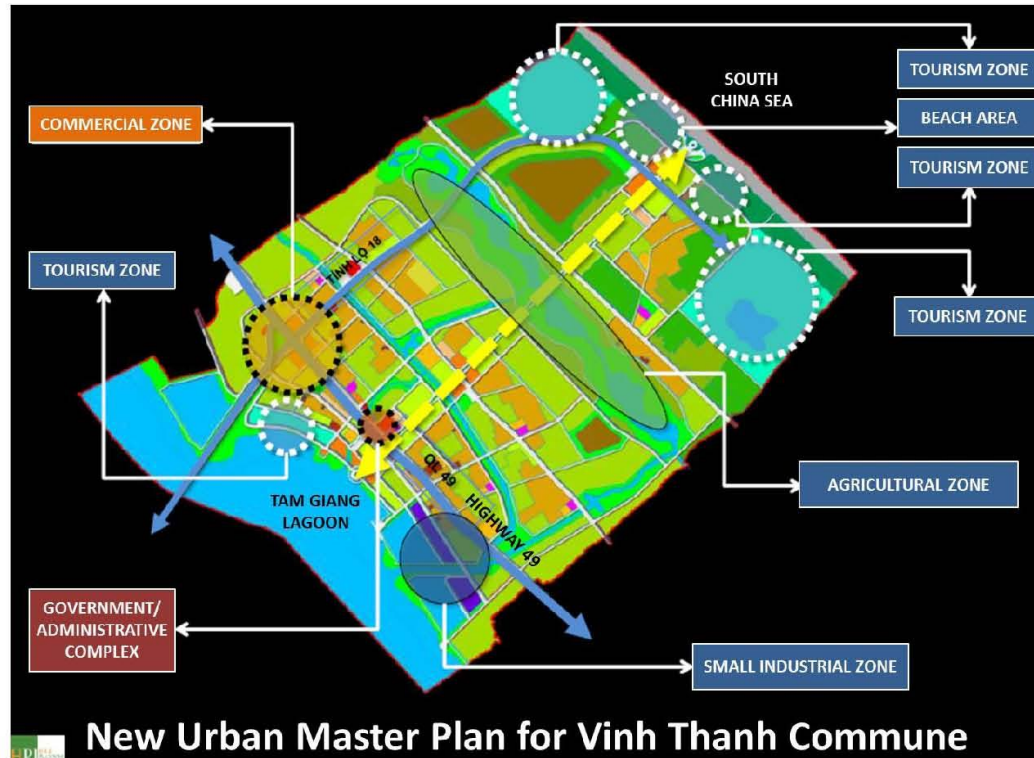 TOURISM ZONE
SOUTH
CHINA SEA
BEACH AREA
COMMERCIAL ZONE
TOURISM ZONE
TỈNH LỘ 18
TOURISM ZONE
TOURISM ZONE
QL 49
HIGHWAY 49
AGRICULTURAL ZONE
TAM GIANG
LAGOON
GOVERNMENT/
ADMINISTRATIVE
COMPLEX
SMALL INDUSTRIAL ZONE
New Urban Master Plan for Vinh Thanh Commune